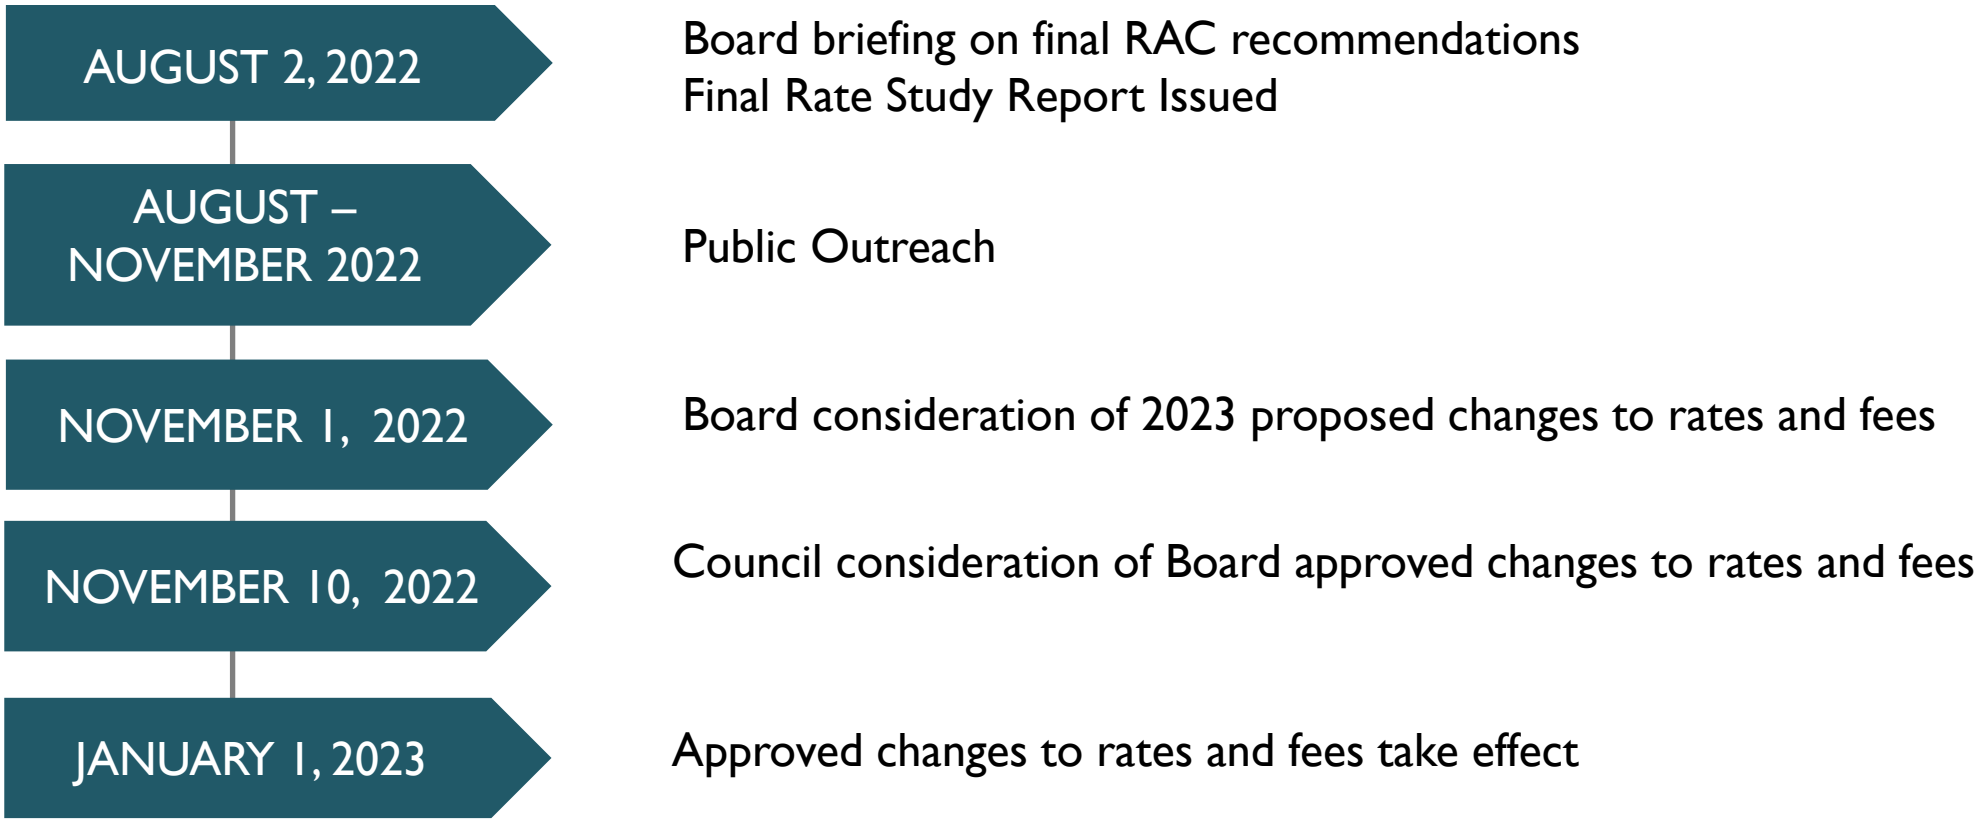 AUGUST 2, 2022
Board briefing on final RAC recommendations
Final Rate Study Report Issued
AUGUST –
NOVEMBER 2022
Public Outreach
NOVEMBER 1, 2022
Board consideration of 2023 proposed changes to rates and fees
NOVEMBER 10, 2022
Council consideration of Board approved changes to rates and fees
JANUARY 1, 2023
Approved changes to rates and fees take effect